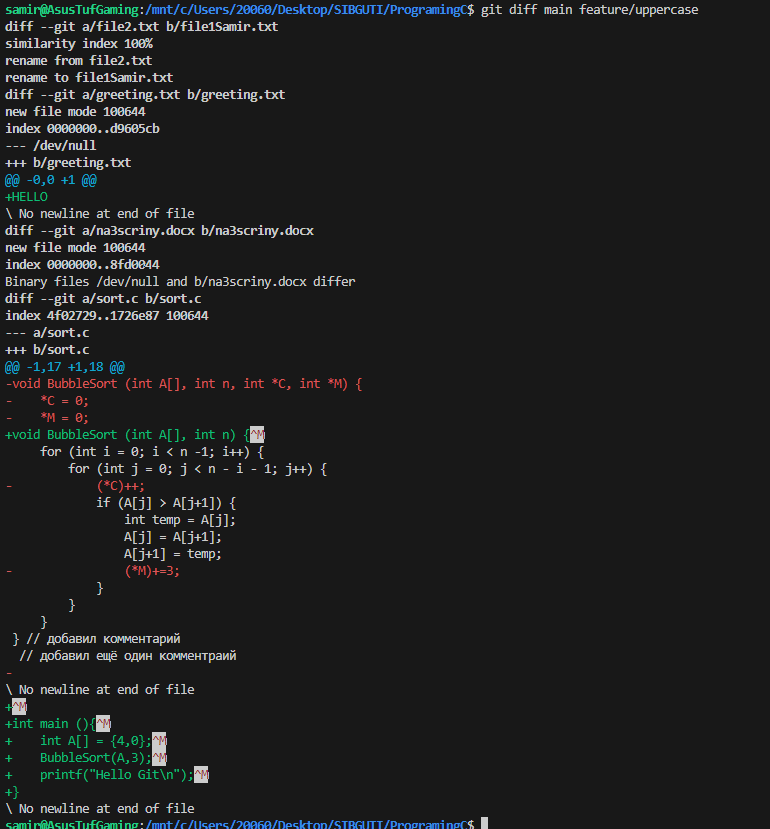 samir@AsusTufGaming:/mnt/c/Users/20060/Desktop/SIBGUTI/ProgramingC$ git diff main feature/uppercase
diff --git a/file2.txt b/file1Samir.txt
similarity index 100%
rename from file2.txt
rename to file1Samir.txt
diff --git a/greeting.txt b/greeting.txt
new file mode 100644
index 0000000..d9605cb
--- /dev/null
+++ b/greeting.txt
@@ -0,0 +1 @@
+HELLO
\ No newline at end of file
diff --git a/na3scriny.docx b/na3scriny.docx
new file mode 100644
index 0000000..8fd0044
Binary files /dev/null and b/na3scriny.docx differ
diff --git a/sort.c b/sort.c
index 4f02729..1726e87 100644
--- a/sort.c
+++ b/sort.c
@@ -1,17 +1,18 @@
-void BubbleSort (int A[], int n, int *C, int *M) {
-    *C = 0;
-    *M = 0;
+void BubbleSort (int A[], int n) {^M
     for (int i = 0; i < n -1; i++) {
         for (int j = 0; j < n - i - 1; j++) {
-            (*C)++;
             if (A[j] > A[j+1]) {
                 int temp = A[j];
                 A[j] = A[j+1];
                 A[j+1] = temp;
-                (*M)+=3;
             }
         }
     }
 } // добавил комментарий
  // добавил ещё один комментраий
-
\ No newline at end of file
+^M
+int main (){^M
+    int A[] = {4,0};^M
+    BubbleSort(A,3);^M
+    printf("Hello Git\n");^M
+}
\ No newline at end of file
samir@AsusTufGaming:/mnt/c/Users/20060/Desktop/SIBGUTI/ProgramingC$